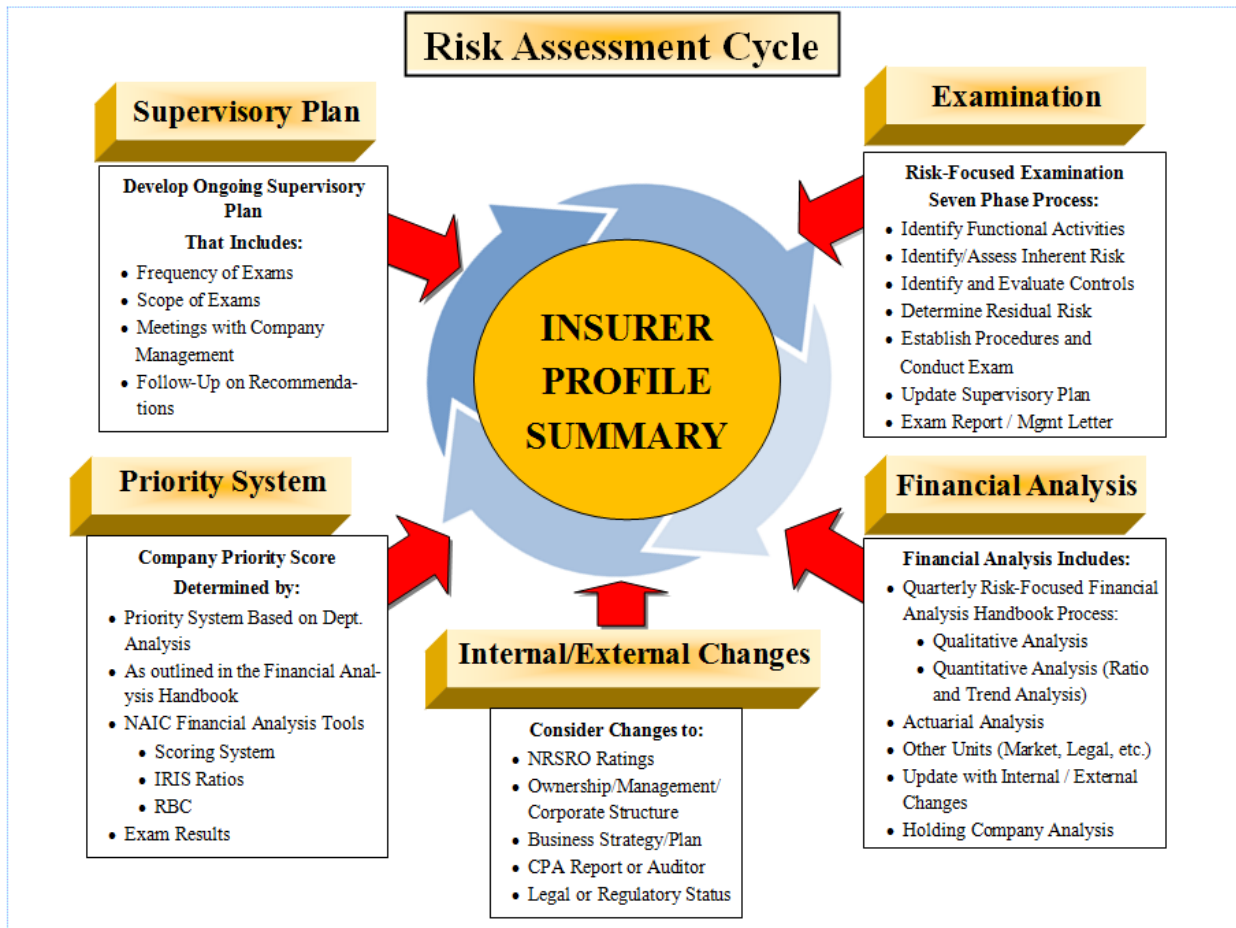 Risk Assessment Cycle
Supervisory Plan
Develop Ongoing Supervisory
Plan
That Includes:
• Frequency of Exams
• Scope of Exams
• Meetings with Company
Management
• Follow-Up on Recommenda-
tions
Examination
Risk-Focused Examination
Seven Phase Process:
• Identify Functional Activities
• Identify/Assess Inherent Risk
• Identify and Evaluate Controls
• Determine Residual Risk
• Establish Procedures and
Conduct Exam
• Update Supervisory Plan
• Exam Report / Mgmt Letter
INSURER
PROFILE
SUMMARY
Priority System
Company Priority Score
Determined by:
• Priority System Based on Dept.
Analysis
• As outlined in the Financial Anal-
ysis Handbook
• NAIC Financial Analysis Tools
• Scoring System
• IRIS Ratios
• RBC
• Exam Results
Internal/External Changes
Consider Changes to:
• NRSRO Ratings
• Ownership/Management/
Corporate Structure
• Business Strategy/Plan
• CPA Report or Auditor
• Legal or Regulatory Status
Financial Analysis
Financial Analysis Includes:
• Quarterly Risk-Focused Financial
Analysis Handbook Process:
• Qualitative Analysis
• Quantitative Analysis (Ratio
and Trend Analysis)
• Actuarial Analysis
• Other Units (Market, Legal, etc.)
• Update with Internal / External
Changes
• Holding Company Analysis